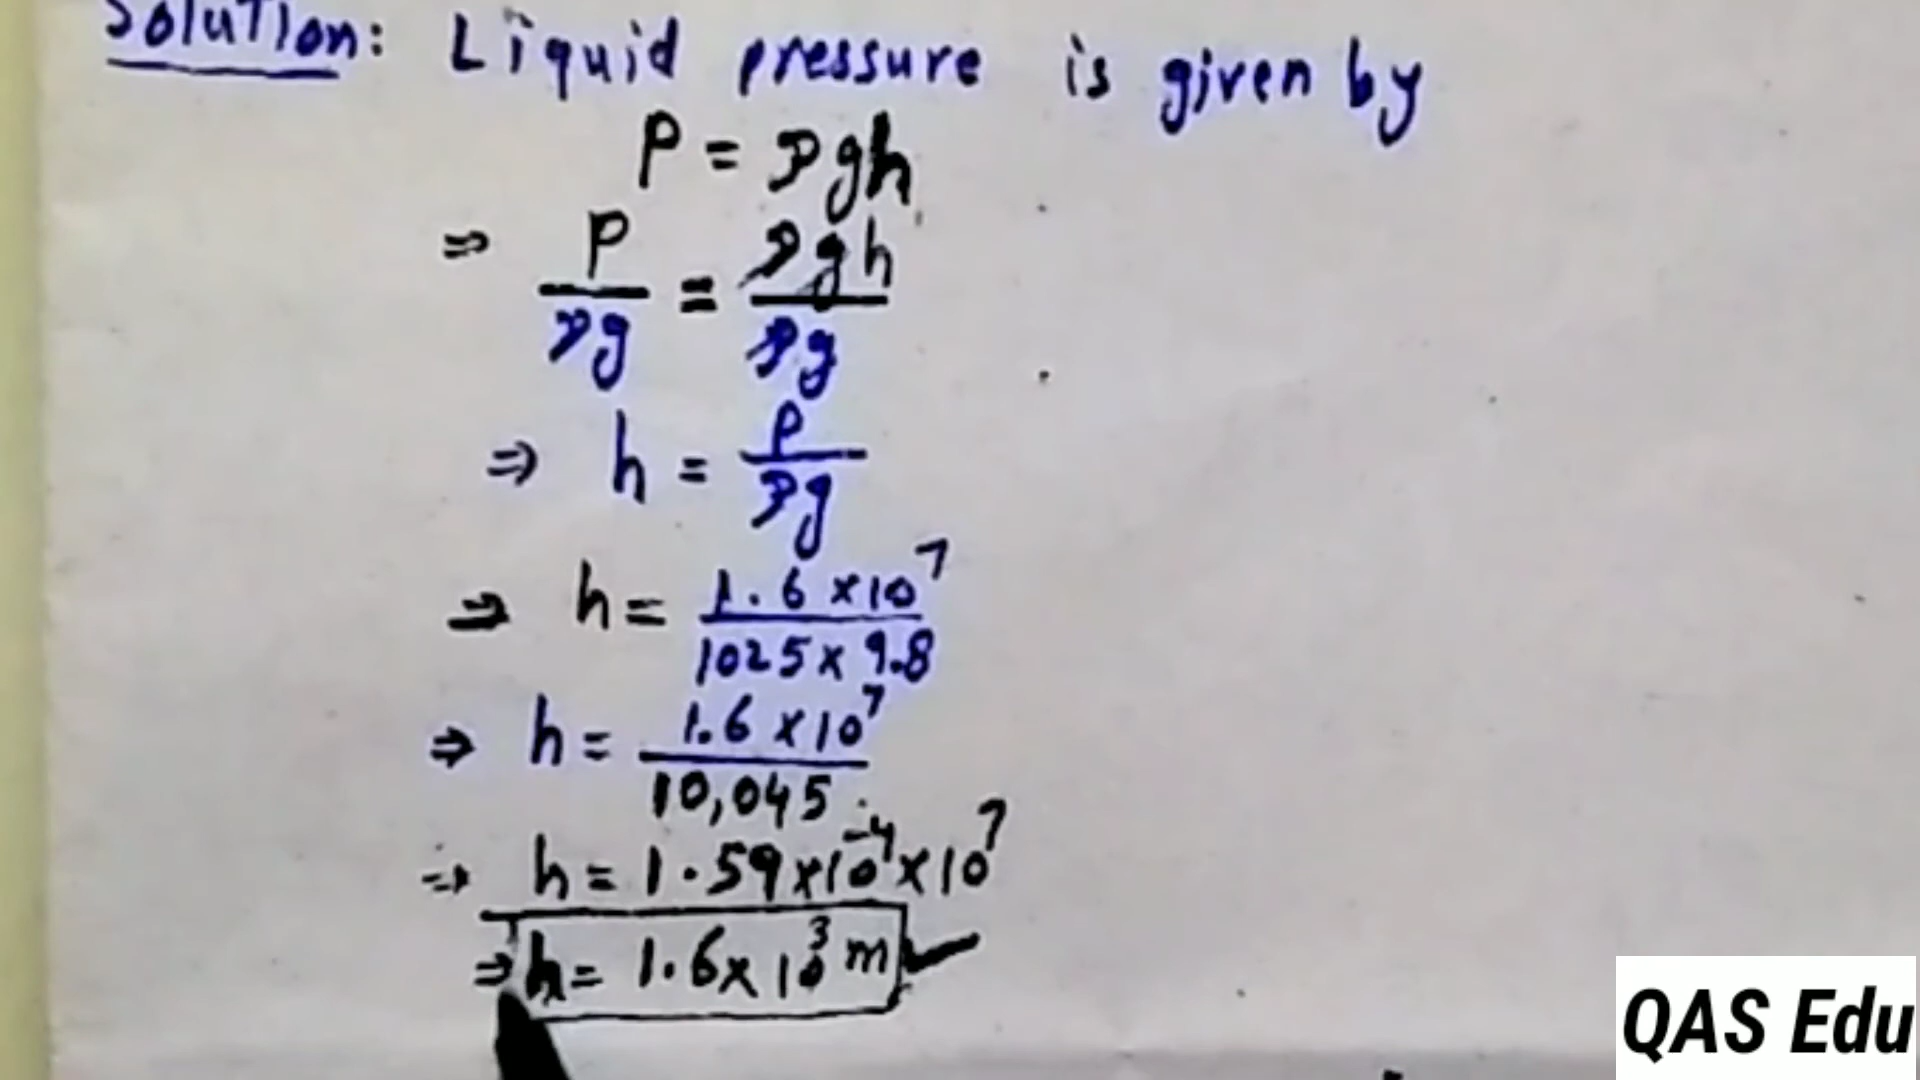 Solution: Liquid pressure is given by
P = ρgh
⇒ P/ρg = ρgh/ρg
⇒ h = P/ρg
⇒ h = 1.6 × 10⁷/1025 × 9.8
⇒ h = 1.6 × 10⁷/10,045
⇒ h = 1.59 × 10⁻⁴ × 10⁷
⇒ h = 1.6 × 10³ m
QAS Edu